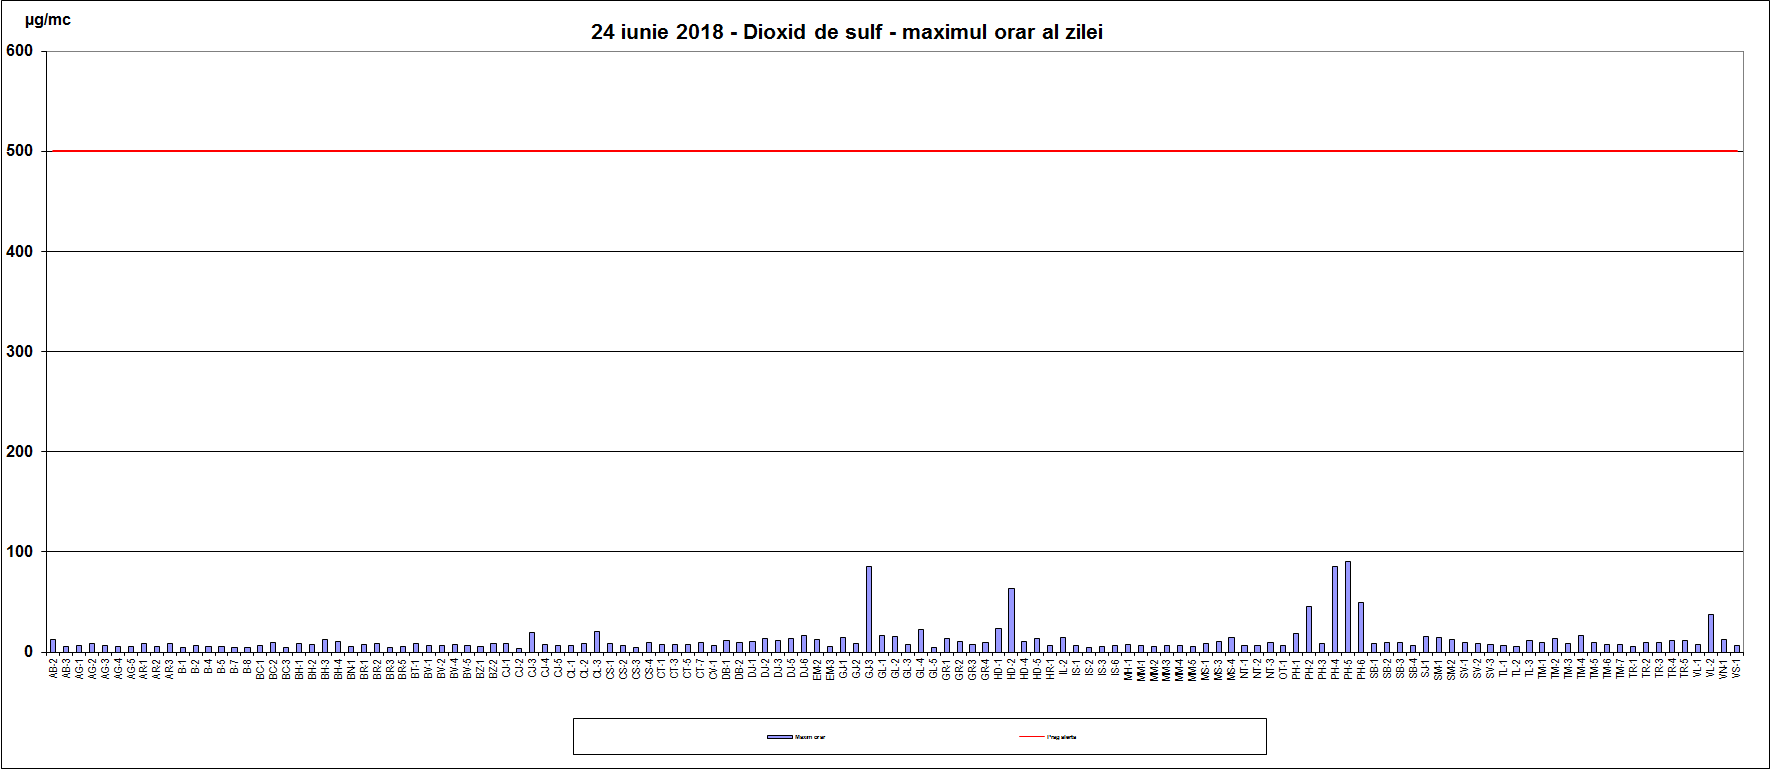 µg/mc
24 iunie 2018 - Dioxid de sulf - maximul orar al zilei
600
500
400
300
200
100
0
AB-2 AB-3 AG-1 AG-2 AG-3 AG-4 AG-5 AR-1 AR-2 AR-3 B-1 B-2 B-4 B-5 B-7 B-8 BC-1 BC-2 BC-3 BH-1 BH-2 BH-3 BH-4 BN-1 BR-1 BR-2 BR-3 BR-5 BT-1 BV-1 BV-2 BV-4 BV-5 BZ-1 BZ-2 CJ-1 CJ-2 CJ-3 CJ-4 CJ-5 CL-1 CL-2 CL-3 CS-1 CS-2 CS-3 CS-4 CT-1 CT-3 CT-5 CT-7 CV-1 DB-1 DB-2 DJ-1 DJ-2 DJ-3 DJ-5 DJ-6 EM-2 EM-3 GJ-1 GJ-2 GJ-3 GL-1 GL-2 GL-3 GL-4 GL-5 GR-1 GR-2 GR-3 GR-4 HD-1 HD-2 HD-4 HD-5 HR-1 IL-2 IS-1 IS-2 IS-3 IS-6 MH-1 MM-1 MM-2 MM-3 MM-4 MM-5 MS-1 MS-3 MS-4 NT-1 NT-2 NT-3 OT-1 PH-1 PH-2 PH-3 PH-4 PH-5 PH-6 SB-1 SB-2 SB-3 SB-4 SJ-1 SM-1 SM-2 SV-1 SV-2 SV-3 TL-1 TL-2 TL-3 TM-1 TM-2 TM-3 TM-4 TM-5 TM-6 TM-7 TR-1 TR-2 TR-3 TR-4 TR-5 VL-1 VL-2 VN-1 VS-1
Maxim orar
Prag alerta